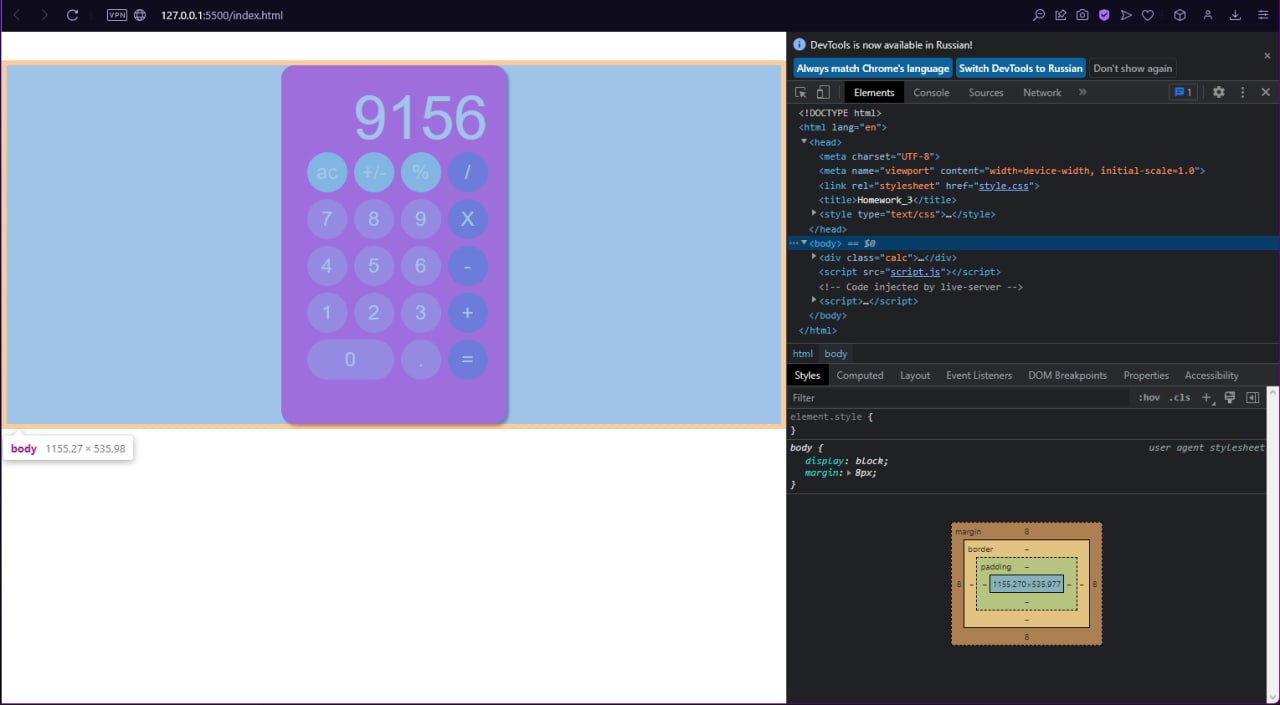 VPN 127.0.0.1:5500/index.html
DevTools is now available in Russian!
Always match Chrome's language Switch DevTools to Russian Don't show again
Elements Console Sources Network » 1
<!DOCTYPE html>
<html lang="en">
<head>
<meta charset="UTF-8">
<meta name="viewport" content="width=device-width, initial-scale=1.0">
<link rel="stylesheet" href="style.css">
<title>Homework_3</title>
<style type="text/css">…</style>
</head>
<body> == $0
<div class="calc">…</div>
<script src="script.js"></script>
<!-- Code injected by live-server -->
<script>…</script>
</body>
</html>
html body
Styles Computed Layout Event Listeners DOM Breakpoints Properties Accessibility
Filter :hov .cls +
element.style {
}
body { user agent stylesheet
display: block;
margin: 8px;
}
margin 8
border –
padding –
8 – – 1155.270×535.977 – – 8
–
–
8
9156
ac +/- % /
7 8 9 X
4 5 6 -
1 2 3 +
0 . =
body 1155.27 × 535.98